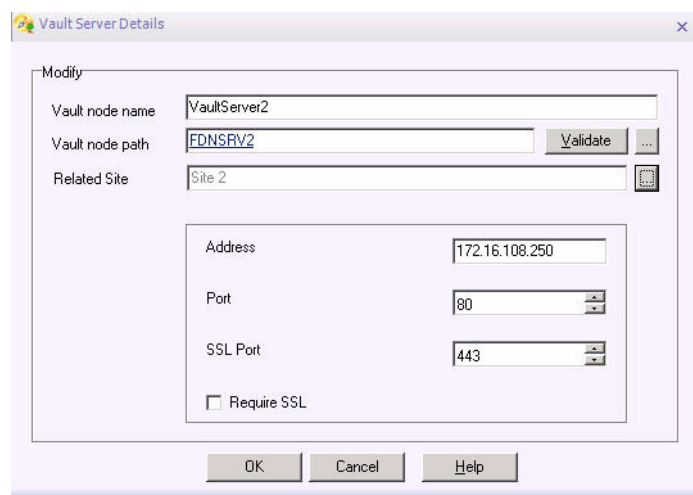 Vault Server Details
Modify
Vault node name VaultServer2
Vault node path FDNSRV2 Validate ...
Related Site Site 2
Address 172.16.108.250
Port 80
SSL Port 443
Require SSL
OK Cancel Help